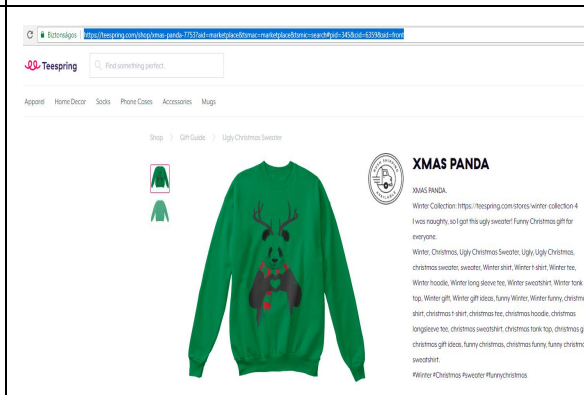 Biztonságos | https://teespring.com/shop/xmas-panda-7753?aid=marketplace&tsmac=marketplace&tsmic=search#pid=345&cid=6359&sid=front
Teespring
Find something perfect.
Apparel Home Decor Socks Phone Cases Accessories Mugs
Shop > Gift Guide > Ugly Christmas Sweater
XMAS PANDA
XMAS PANDA.
Winter Collection: https://teespring.com/stores/winter-collection-4
I was naughty, so I got this ugly sweater! Funny Christmas gift for
everyone.
Winter, Christmas, Ugly Christmas Sweater, Ugly, Ugly Christmas,
christmas sweater, sweater, Winter shirt, Winter t-shirt, Winter tee,
Winter hoodie, Winter long sleeve tee, Winter sweatshirt, Winter tank
top, Winter gift, Winter gift ideas, funny Winter, Winter funny, christma
shirt, christmas t-shirt, christmas tee, christmas hoodie, christmas
longsleeve tee, christmas sweatshirt, christmas tank top, christmas g
christmas gift ideas, funny christmas, christmas funny, funny christma
sweatshirt.
#Winter #Christmas #sweater #funnychristmas